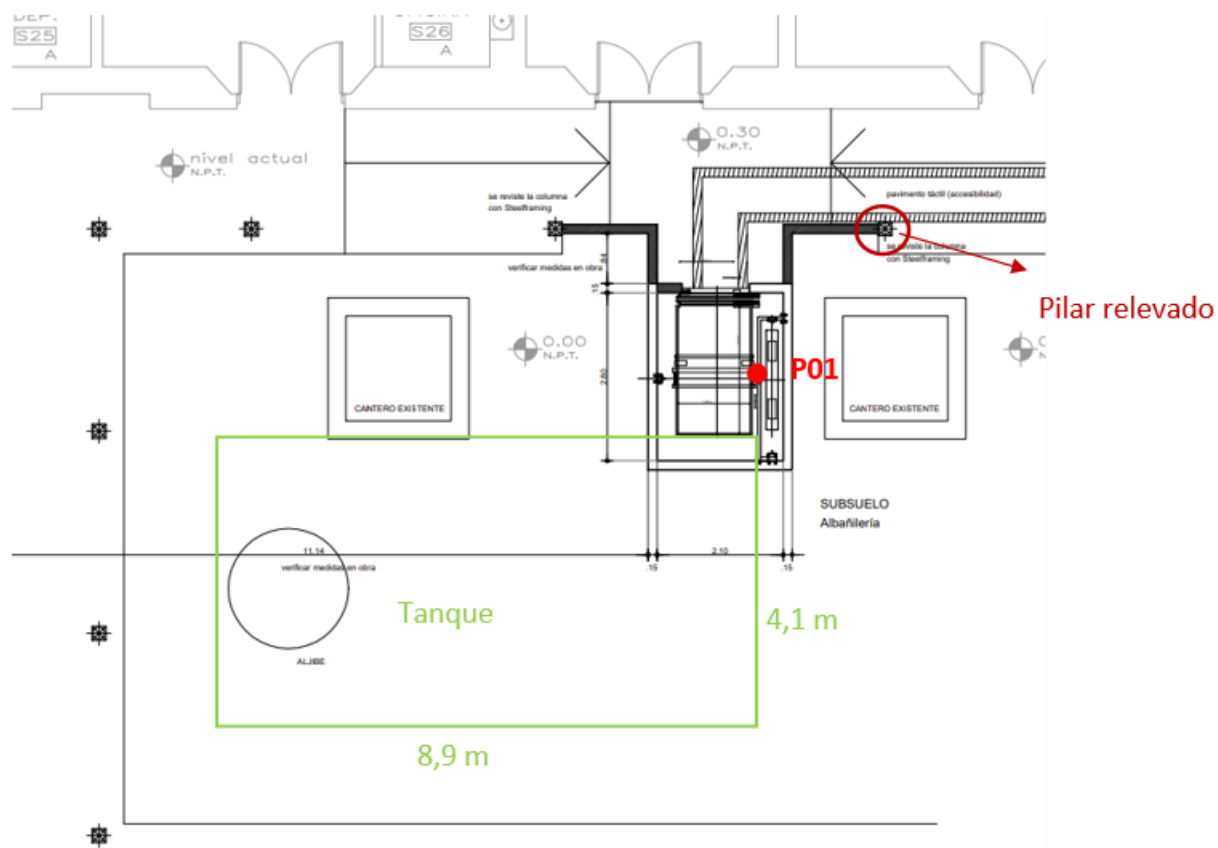 DEP.
S25
A
S26
A
nivel actual
N.P.T.
0.30
N.P.T.
se reviste la columna
con Steelframing
pavimento táctil (accesibilidad)
se reviste la columna
con Steelframing
verificar medidas en obra
.84
.15
Pilar relevado
0.00
N.P.T.
P01
2.80
CANTERO EXISTENTE
CANTERO EXISTENTE
N.P.T.
SUBSUELO
Albañilería
11.14
verificar medidas en obra
2.10
.15
.15
Tanque
4,1 m
ALJIBE
8,9 m